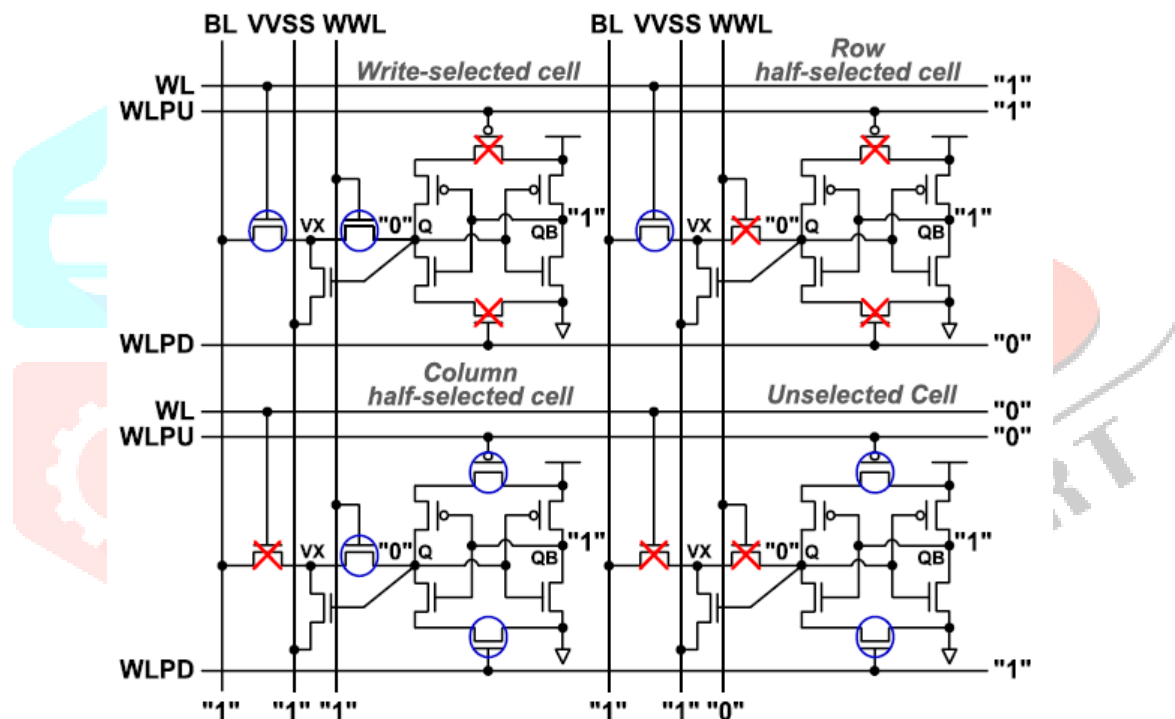 BL VVSS WWL BL VVSS WWL
Write-selected cell
Row
half-selected cell
WL "1"
WLPU "1"
VX "0" Q "1" QB
VX "0" Q "1" QB
WLPD "0"
Column
half-selected cell
Unselected Cell
WL "0"
WLPU "0"
VX "0" Q "1" QB
VX "0" Q "1" QB
WLPD "1"
"1" "1" "1" "1" "1" "0"
RT